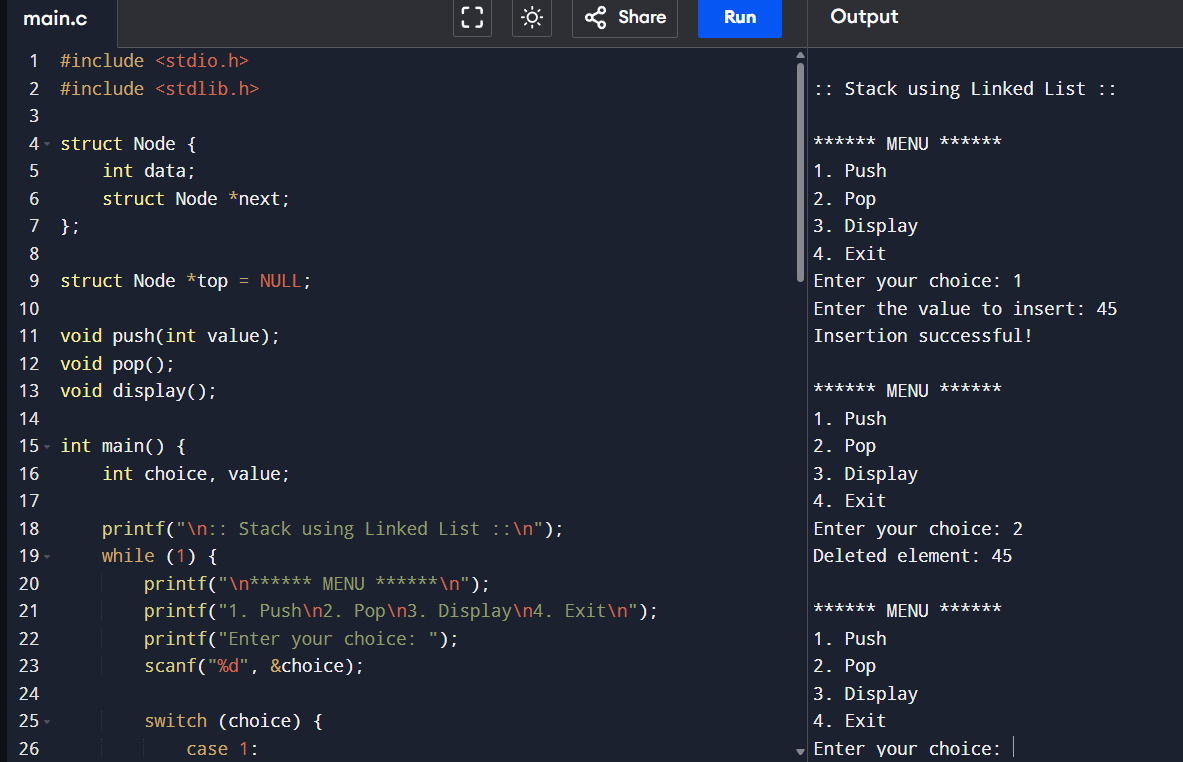 main.c
Share
Run
Output
1 #include <stdio.h>
2 #include <stdlib.h>
3
4 struct Node {
5     int data;
6     struct Node *next;
7 };
8
9 struct Node *top = NULL;
10
11 void push(int value);
12 void pop();
13 void display();
14
15 int main() {
16     int choice, value;
17
18     printf("\n:: Stack using Linked List ::\n");
19     while (1) {
20         printf("\n****** MENU ******\n");
21         printf("1. Push\n2. Pop\n3. Display\n4. Exit\n");
22         printf("Enter your choice: ");
23         scanf("%d", &choice);
24
25         switch (choice) {
26             case 1:
:: Stack using Linked List ::
****** MENU ******
1. Push
2. Pop
3. Display
4. Exit
Enter your choice: 1
Enter the value to insert: 45
Insertion successful!
****** MENU ******
1. Push
2. Pop
3. Display
4. Exit
Enter your choice: 2
Deleted element: 45
****** MENU ******
1. Push
2. Pop
3. Display
4. Exit
Enter your choice: